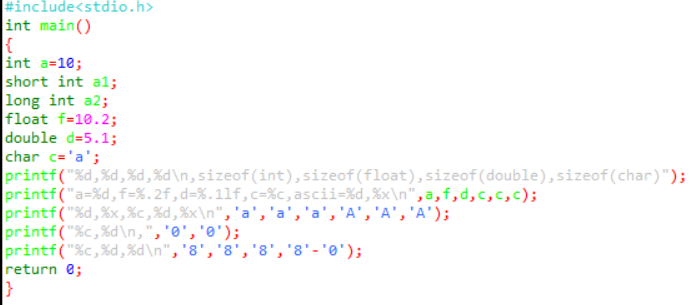 #include<stdio.h>
int main()
{
int a=10;
short int a1;
long int a2;
float f=10.2;
double d=5.1;
char c='a';
printf("%d,%d,%d,%d\n,sizeof(int),sizeof(float),sizeof(double),sizeof(char)");
printf("a=%d,f=%.2f,d=%.1lf,c=%c,ascii=%d,%x\n",a,f,d,c,c,c);
printf("%d,%x,%c,%d,%x\n",'a','a','a','A','A','A');
printf("%c,%d\n,",'0','0');
printf("%c,%d,%d\n",'8','8','8','8'-'0');
return 0;
}